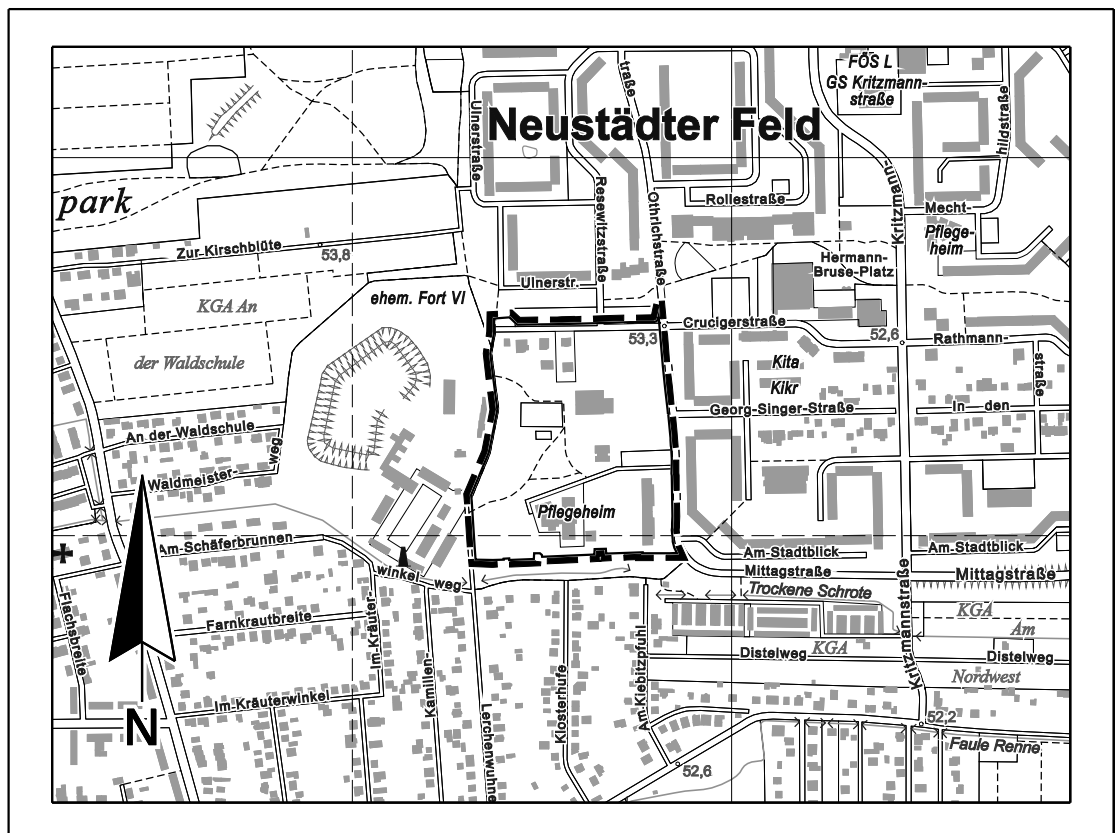 FÖS L
GS Kritzmann-
straße
Ulnerstraße
traße
Neustädter Feld
hildstraße
park
Resewitzstraße
Othrichstraße
Rollestraße
Kritzmann-
Mecht-
Pflege-
heim
Zur Kirschblüte
53,8
Hermann-
Bruse-Platz
Ulnerstr.
ehem. Fort VI
KGA An
der Waldschule
Crucigerstraße
53,3
52,6
Rathmann-
straße
Kita
Kikr
Georg-Singer-Straße
In den
An der Waldschule
Waldmeister-
weg
Pflegeheim
Am-Schäferbrunnen
Am-Stadtblick
Am-Stadtblick
Mittagstraße
Mittagstraße
winkel weg
Trockene Schrote
KGA
Am
Flachsbreite
Farnkrautbreite
Im-Kräuter-
Kamillen-
Lerchenwuhne
Klosterhufe
Am-Kiebitzpfuhl
Kritzmannstraße
Distelweg
KGA
Distelweg
Nordwest
Im-Kräuterwinkel
N
52,2
Faule Renne
52,6